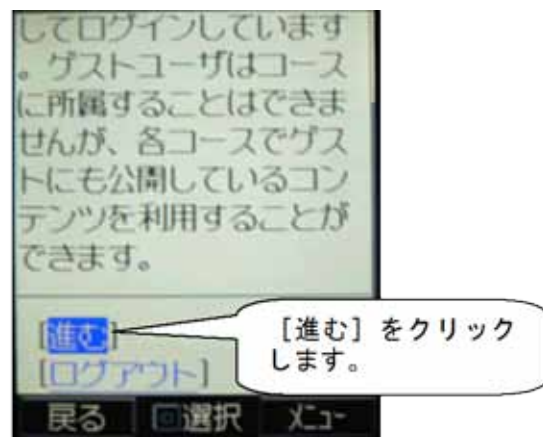 してログインしています
。ゲストユーザはコース
に所属することはできま
せんが、各コースでゲス
トにも公開しているコン
テンツを利用することが
できます。
[進む]
[進む]をクリック
します。
[ログアウト]
戻る 選択 メニュー